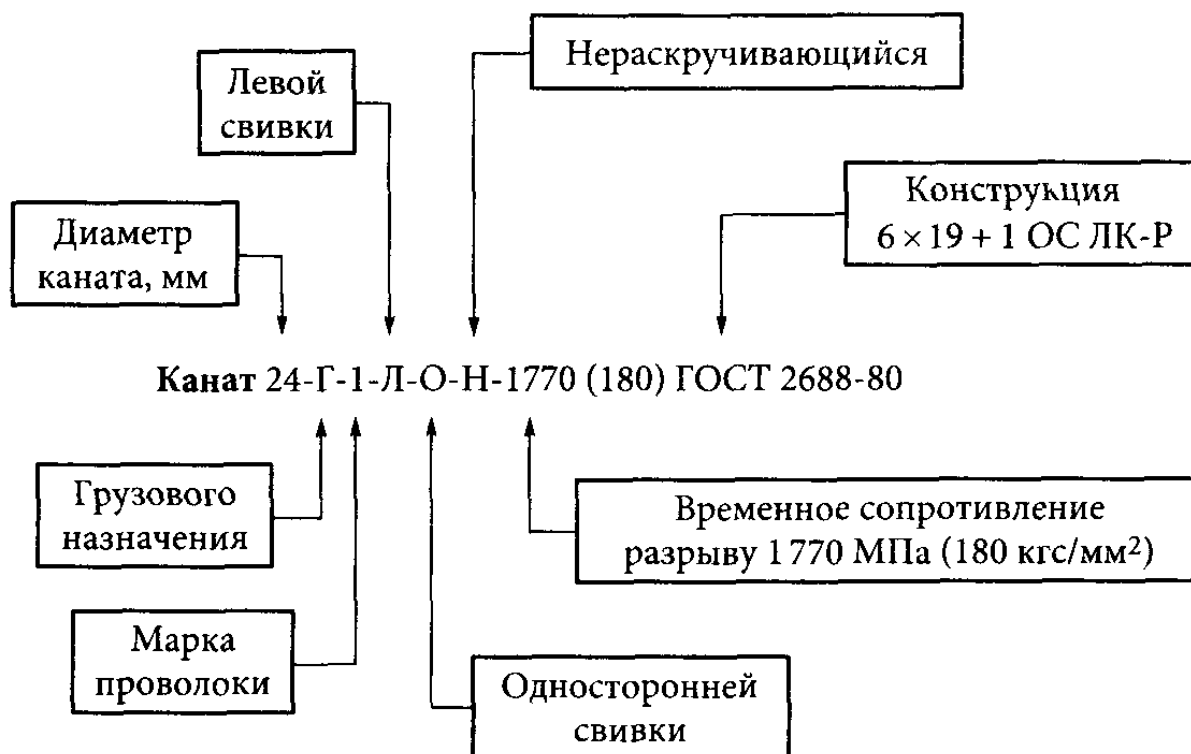 Нераскручивающийся
Левой
свивки
Конструкция
6 × 19 + 1 ОС ЛК-Р
Диаметр
каната, мм
Канат 24-Г-1-Л-О-Н-1770 (180) ГОСТ 2688-80
Грузового
назначения
Временное сопротивление
разрыву 1 770 МПа (180 кгс/мм²)
Марка
проволоки
Односторонней
свивки